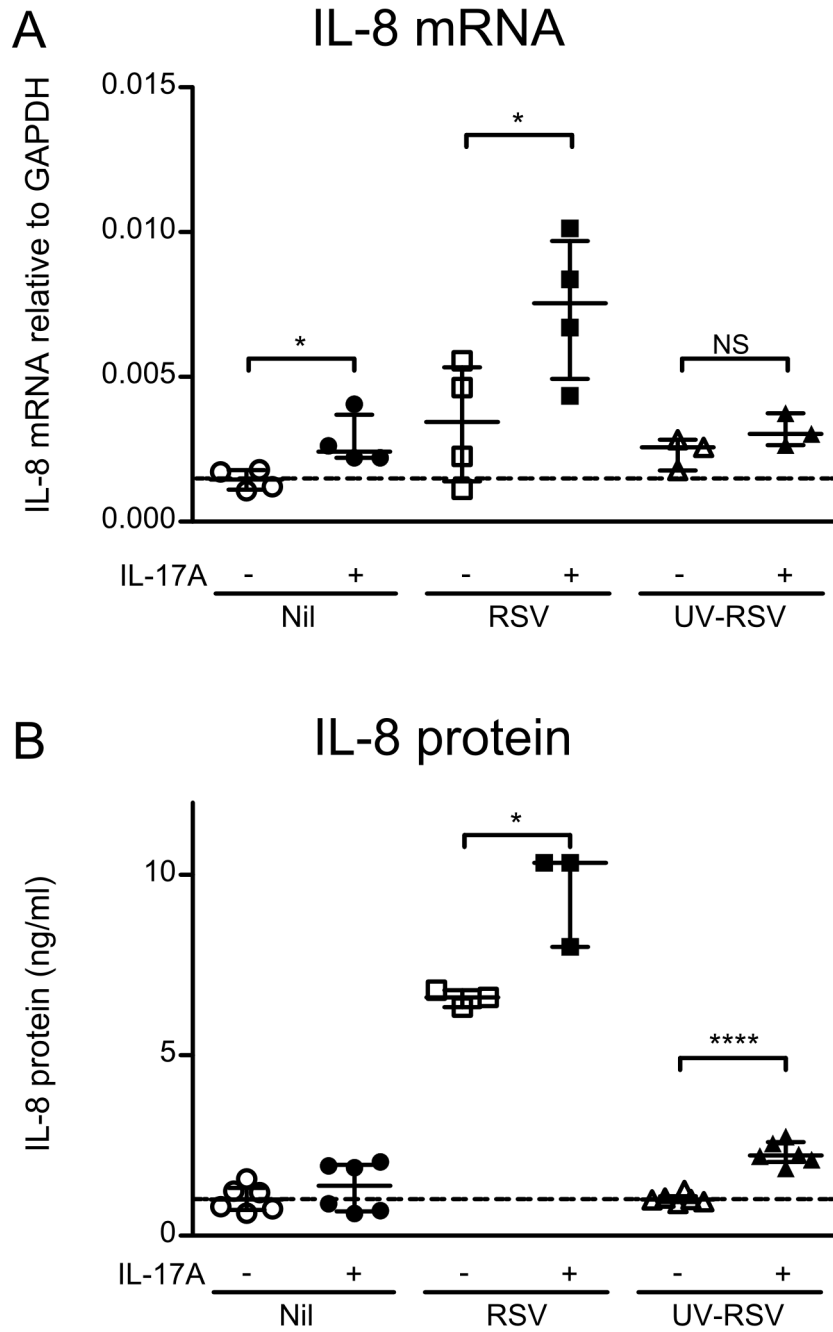 A
IL-8 mRNA
IL-8 mRNA relative to GAPDH
0.015
0.010
0.005
0.000
*
*
NS
IL-17A - + - + - +
Nil RSV UV-RSV
B
IL-8 protein
IL-8 protein (ng/ml)
10
5
0
*
****
IL-17A - + - + - +
Nil RSV UV-RSV